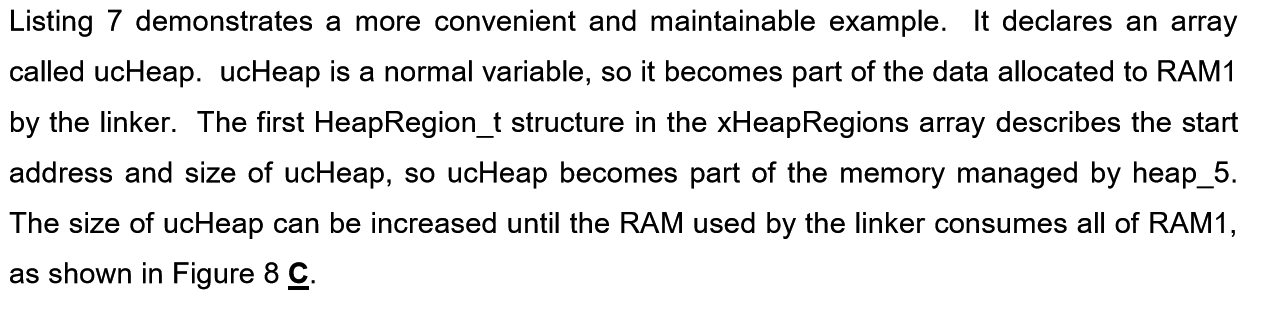 Listing 7 demonstrates a more convenient and maintainable example.  It declares an array
called ucHeap.  ucHeap is a normal variable, so it becomes part of the data allocated to RAM1
by the linker.  The first HeapRegion_t structure in the xHeapRegions array describes the start
address and size of ucHeap, so ucHeap becomes part of the memory managed by heap_5.
The size of ucHeap can be increased until the RAM used by the linker consumes all of RAM1,
as shown in Figure 8 C.